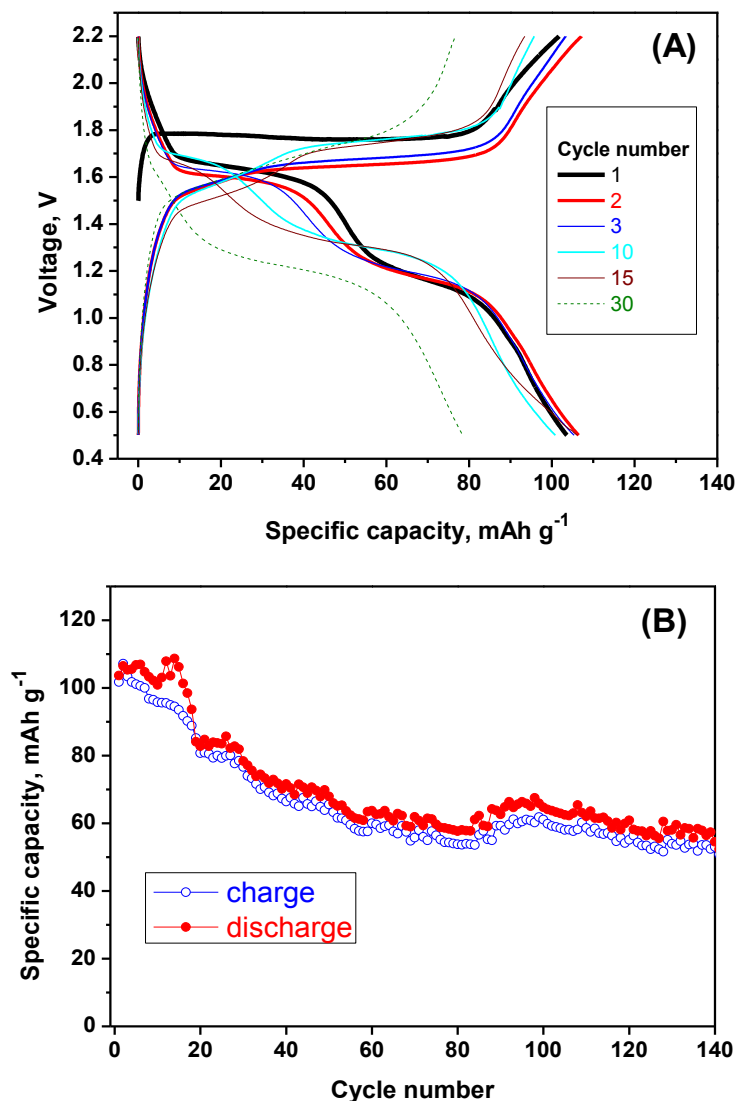 (A)
2.2
2.0
1.8
1.6
1.4
1.2
1.0
0.8
0.6
0.4
Voltage, V
Cycle number
1
2
3
10
15
30
0 20 40 60 80 100 120 140
Specific capacity, mAh g⁻¹
(B)
120
100
80
60
40
20
0
Specific capacity, mAh g⁻¹
charge
discharge
0 20 40 60 80 100 120 140
Cycle number